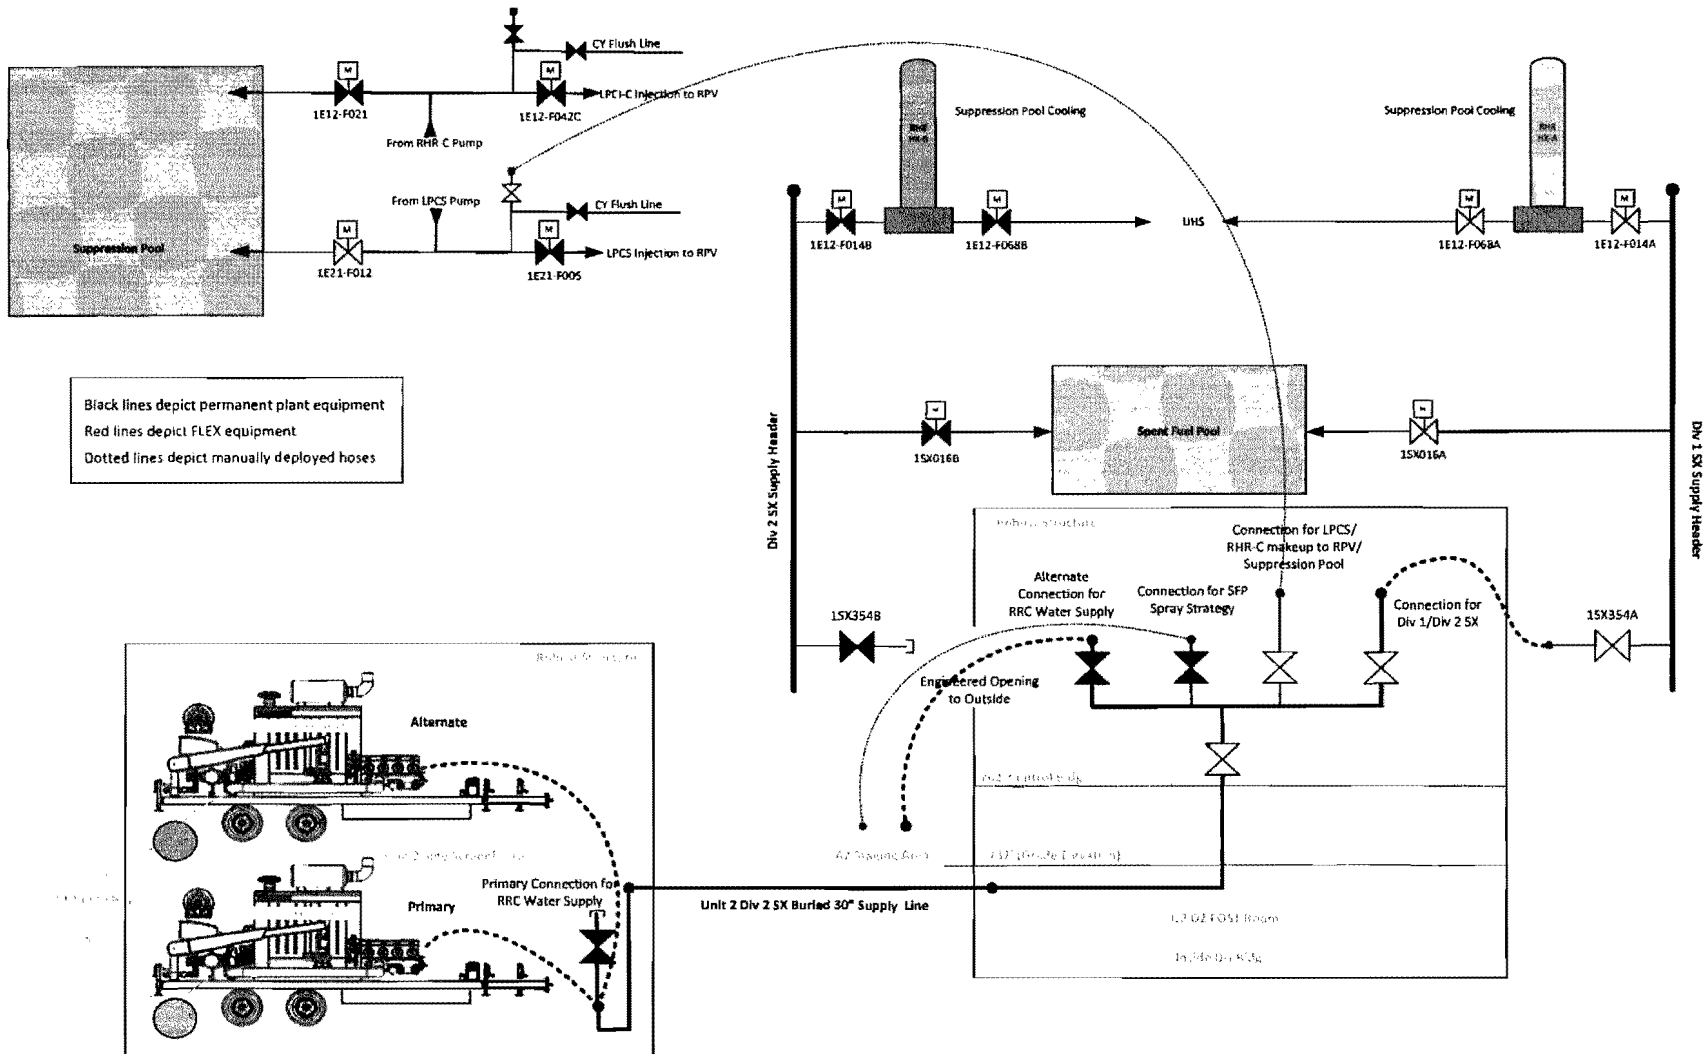 CY Flush Line
M
M
1E12-F021
1E12-F042C
LPCI-C Injection to RPV
From RHR C Pump
From LPCS Pump
CY Flush Line
M
M
Suppression Pool
1E21-F012
1E21-F005
LPCS Injection to RPV
Black lines depict permanent plant equipment
Red lines depict FLEX equipment
Dotted lines depict manually deployed hoses
RHR
HX-B
Suppression Pool Cooling
Suppression Pool Cooling
RHR
HX-A
M
M
UHS
M
M
1E12-F014B
1E12-F068B
1E12-F068A
1E12-F014A
Div 2 SX Supply Header
Div 1 SX Supply Header
M
M
Spent Fuel Pool
1SX016B
1SX016A
Structure
Connection for LPCS/
RHR-C makeup to RPV/
Suppression Pool
Alternate
Connection for
RRC Water Supply
Connection for SFP
Spray Strategy
Connection for
Div 1/Div 2 SX
1SX354B
1SX354A
Engineered Opening
to Outside
Alternate
Primary
Primary Connection for
RRC Water Supply
Unit 2 Div 2 SX Buried 30" Supply Line